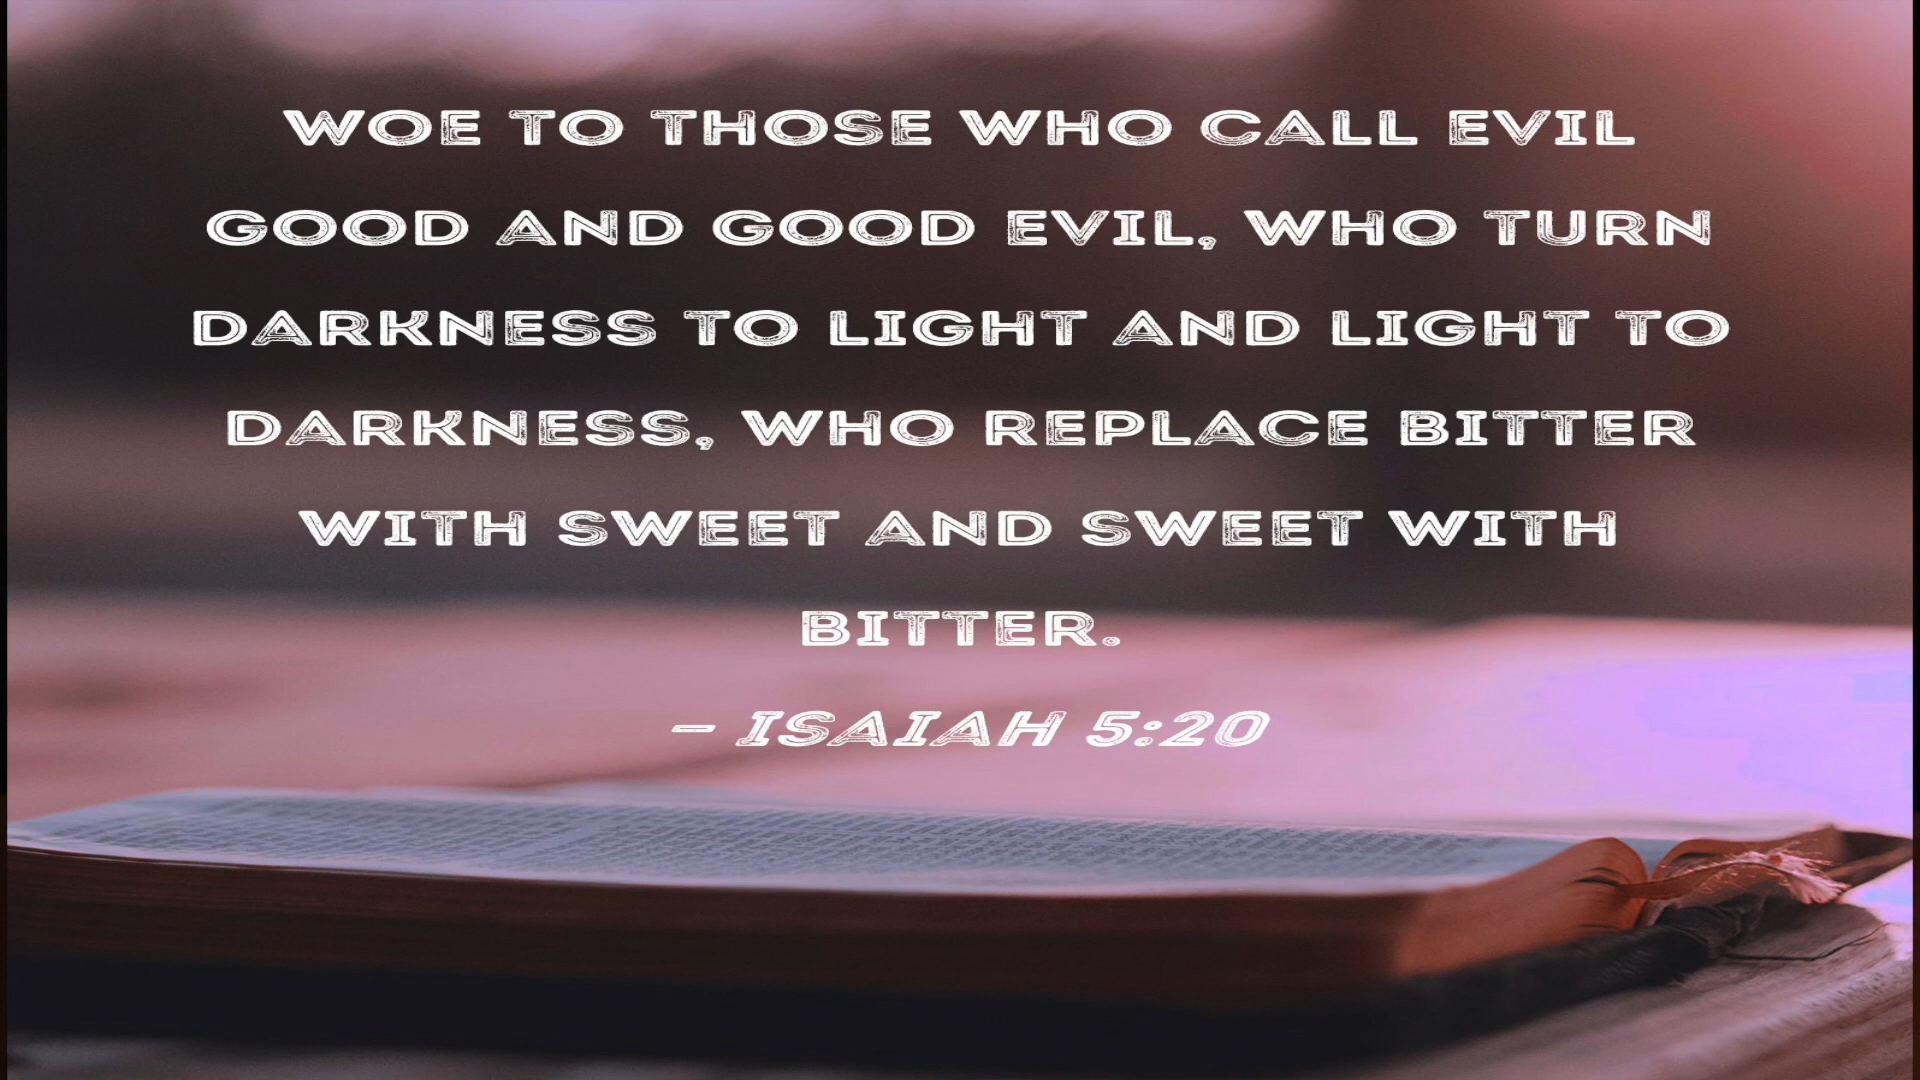 WOE TO THOSE WHO CALL EVIL
GOOD AND GOOD EVIL, WHO TURN
DARKNESS TO LIGHT AND LIGHT TO
DARKNESS, WHO REPLACE BITTER
WITH SWEET AND SWEET WITH
BITTER.
– ISAIAH 5:20